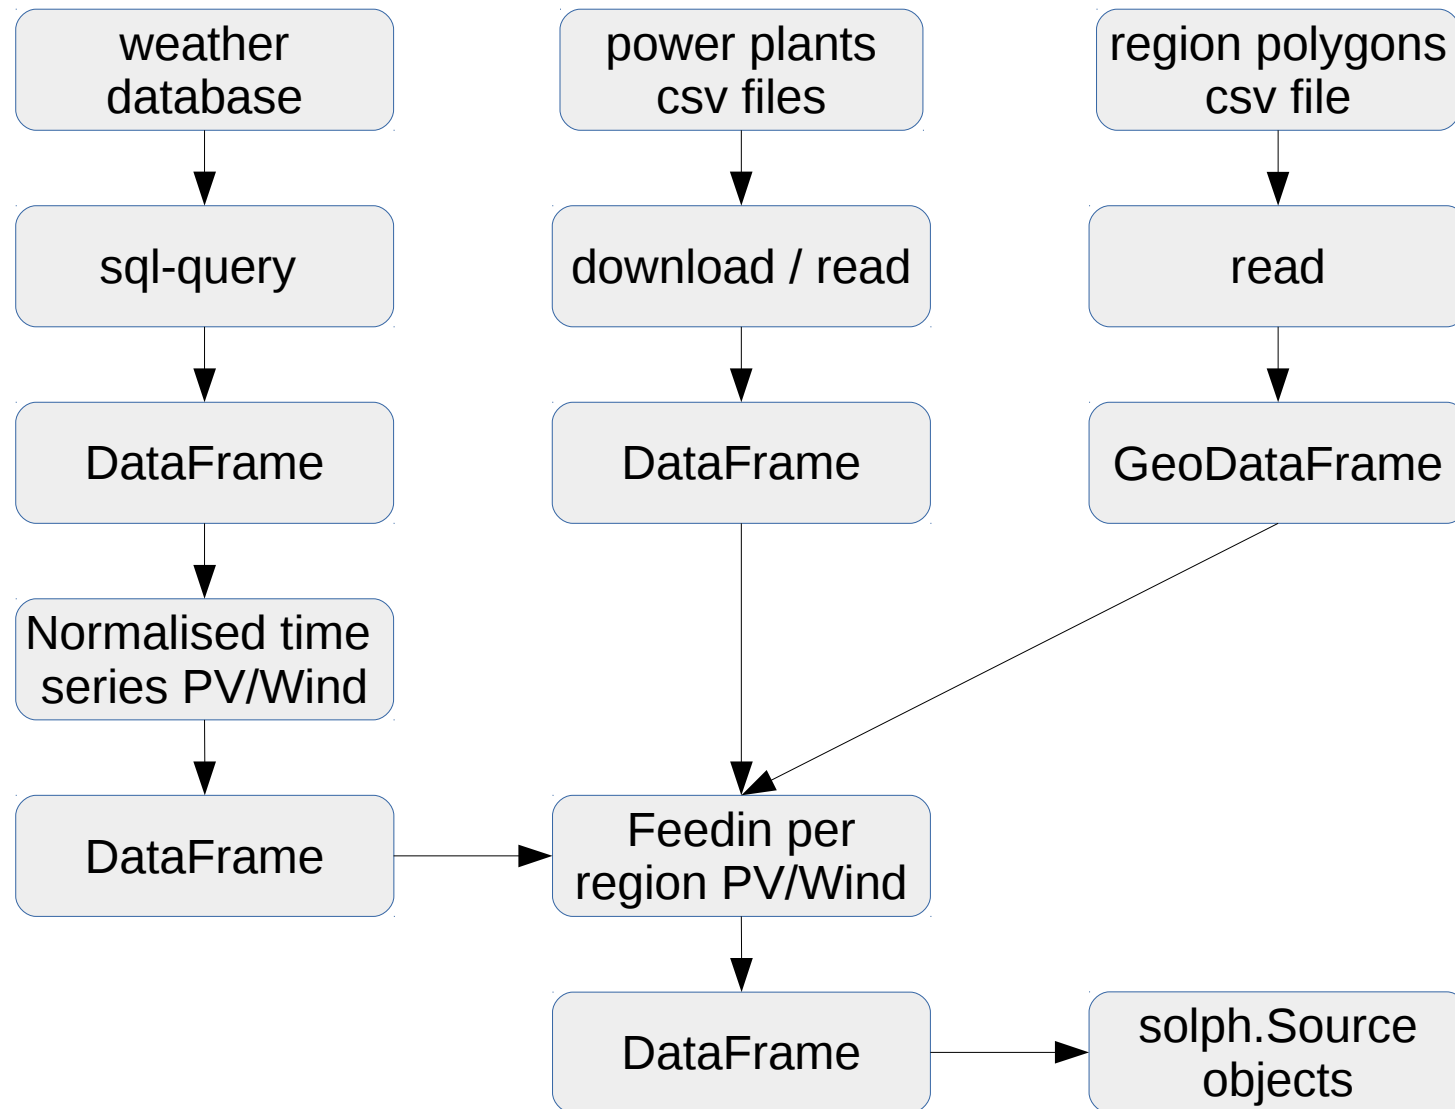 weather
database
power plants
csv files
region polygons
csv file
sql-query
download / read
read
DataFrame
DataFrame
GeoDataFrame
Normalised time
series PV/Wind
DataFrame
Feedin per
region PV/Wind
DataFrame
solph.Source
objects